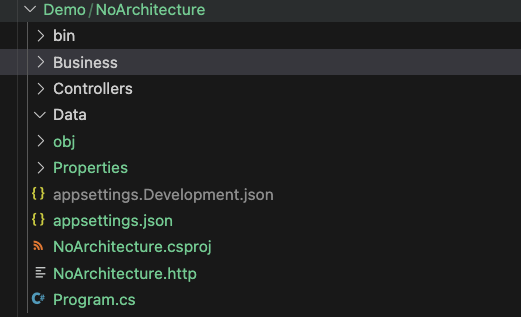 Demo / NoArchitecture
bin
Business
Controllers
Data
obj
Properties
{ } appsettings.Development.json
{ } appsettings.json
NoArchitecture.csproj
NoArchitecture.http
C# Program.cs